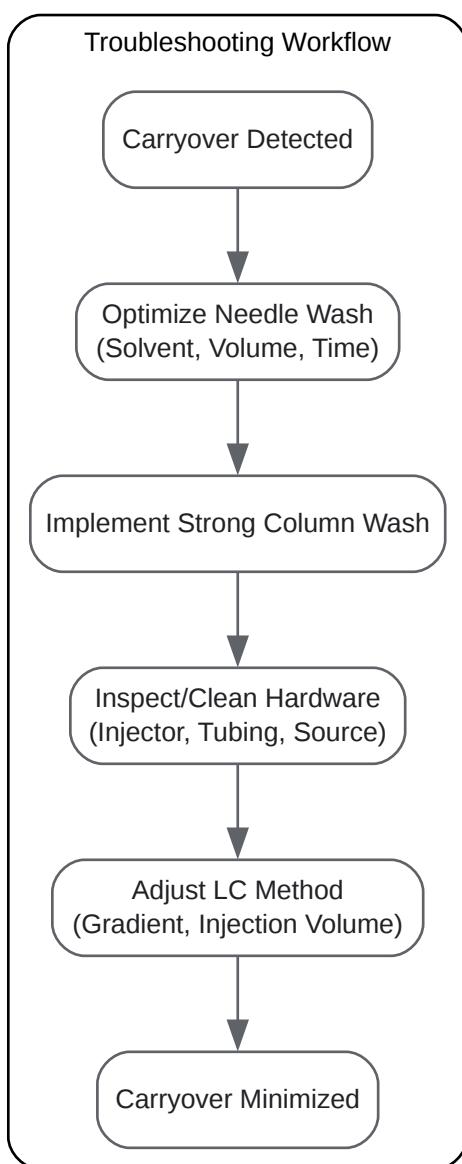 Troubleshooting Workflow
Carryover Detected
Optimize Needle Wash
(Solvent, Volume, Time)
Implement Strong Column Wash
Inspect/Clean Hardware
(Injector, Tubing, Source)
Adjust LC Method
(Gradient, Injection Volume)
Carryover Minimized